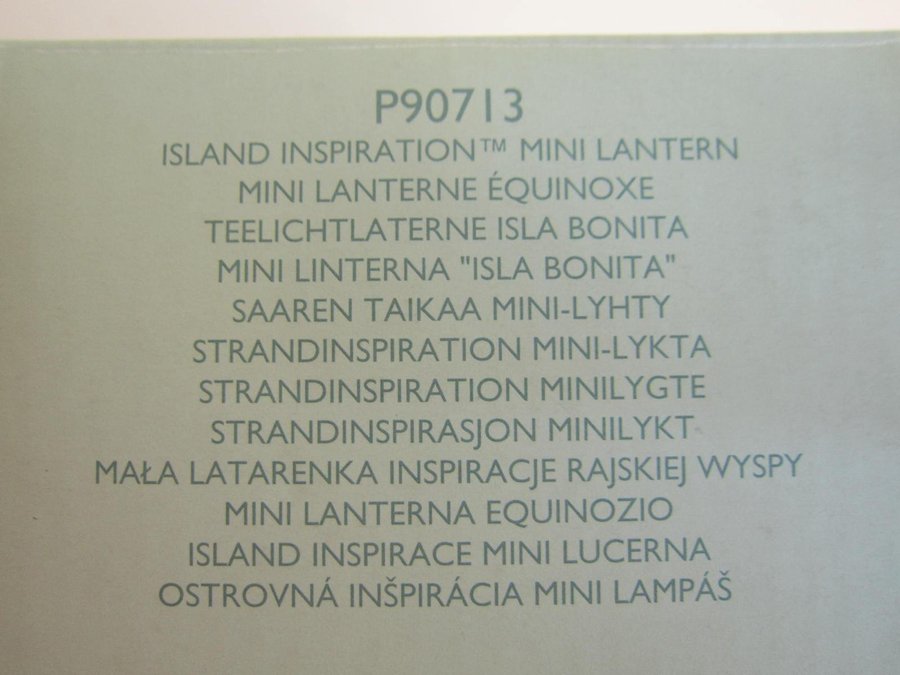 P90713
ISLAND INSPIRATION™ MINI LANTERN
MINI LANTERNE ÉQUINOXE
TEELICHTLATERNE ISLA BONITA
MINI LINTERNA "ISLA BONITA"
SAAREN TAIKAA MINI-LYHTY
STRANDINSPIRATION MINI-LYKTA
STRANDINSPIRATION MINILYGTE
STRANDINSPIRASJON MINILYKT
MAŁA LATARENKA INSPIRACJE RAJSKIEJ WYSPY
MINI LANTERNA EQUINOZIO
ISLAND INSPIRACE MINI LUCERNA
OSTROVNÁ INŠPIRÁCIA MINI LAMPÁŠ